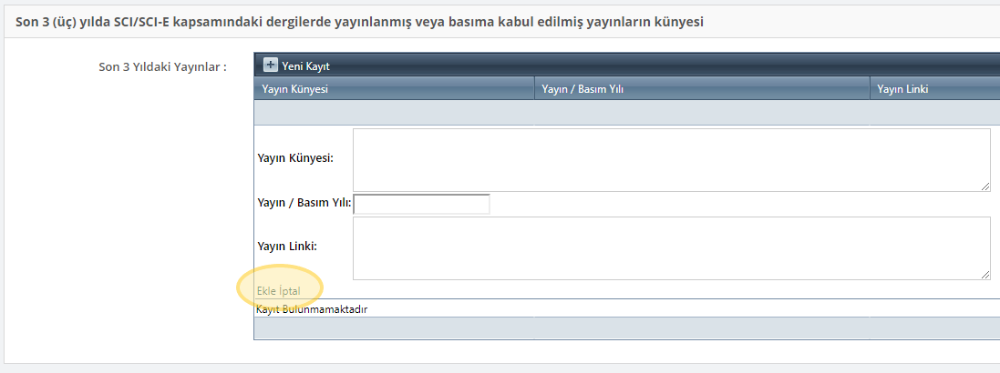 Son 3 (üç) yılda SCI/SCI-E kapsamındaki dergilerde yayınlanmış veya basıma kabul edilmiş yayınların künyesi
Son 3 Yıldaki Yayınlar :
Yeni Kayıt
Yayın Künyesi Yayın / Basım Yılı Yayın Linki
Yayın Künyesi:
Yayın / Basım Yılı:
Yayın Linki:
Ekle İptal
Kayıt Bulunmamaktadır